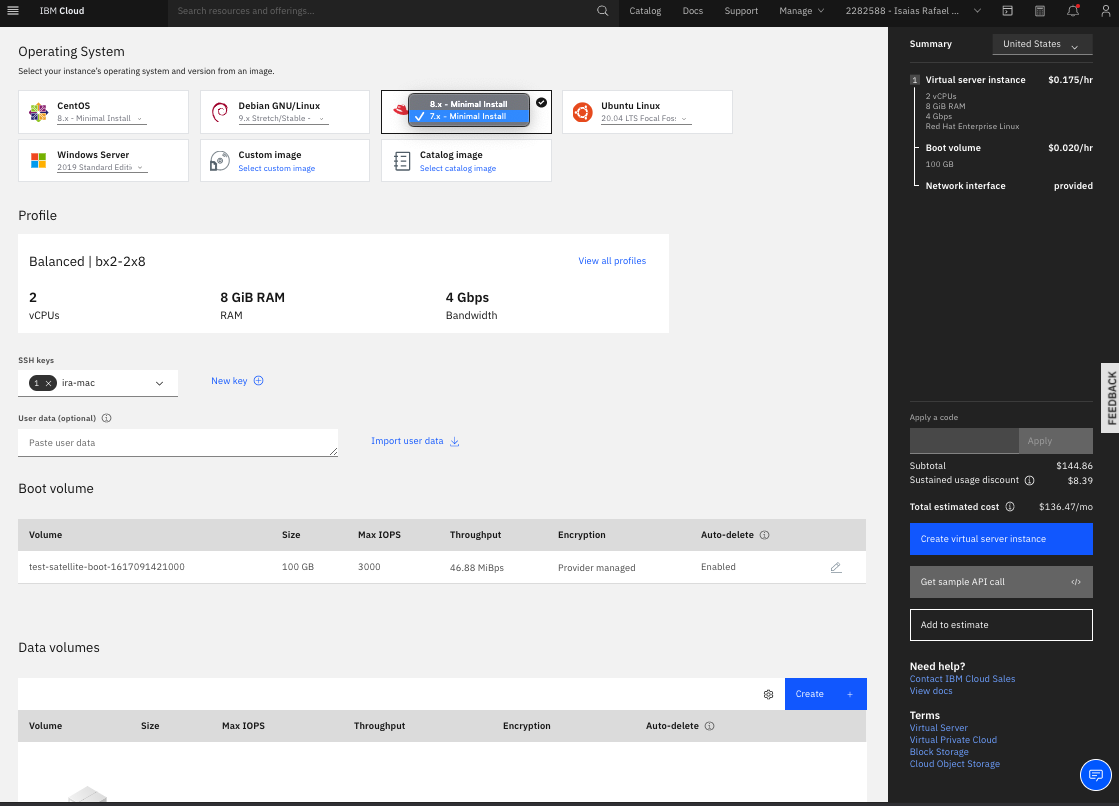 IBM Cloud
Search resources and offerings...
Catalog
Docs
Support
Manage
2282588 - Isaias Rafael ...
Operating System
Select your instance's operating system and version from an image.
CentOS
8.x - Minimal Install
Debian GNU/Linux
9.x Stretch/Stable -
8.x - Minimal Install
7.x - Minimal Install
Ubuntu Linux
20.04 LTS Focal Fos
Windows Server
2019 Standard Editi
Custom image
Select custom image
Catalog image
Select catalog image
Profile
Balanced | bx2-2x8
View all profiles
2
vCPUs
8 GiB RAM
RAM
4 Gbps
Bandwidth
SSH keys
1 × ira-mac
New key
User data (optional)
Paste user data
Import user data
Boot volume
Volume Size Max IOPS Throughput Encryption Auto-delete
test-satellite-boot-1617091421000 100 GB 3000 46.88 MiBps Provider managed Enabled
Data volumes
Create +
Volume Size Max IOPS Throughput Encryption Auto-delete
Summary
United States
1 Virtual server instance $0.175/hr
2 vCPUs
8 GiB RAM
4 Gbps
Red Hat Enterprise Linux
Boot volume $0.020/hr
100 GB
Network interface provided
FEEDBACK
Apply a code
Apply
Subtotal $144.86
Sustained usage discount $8.39
Total estimated cost $136.47/mo
Create virtual server instance
Get sample API call </>
Add to estimate
Need help?
Contact IBM Cloud Sales
View docs
Terms
Virtual Server
Virtual Private Cloud
Block Storage
Cloud Object Storage